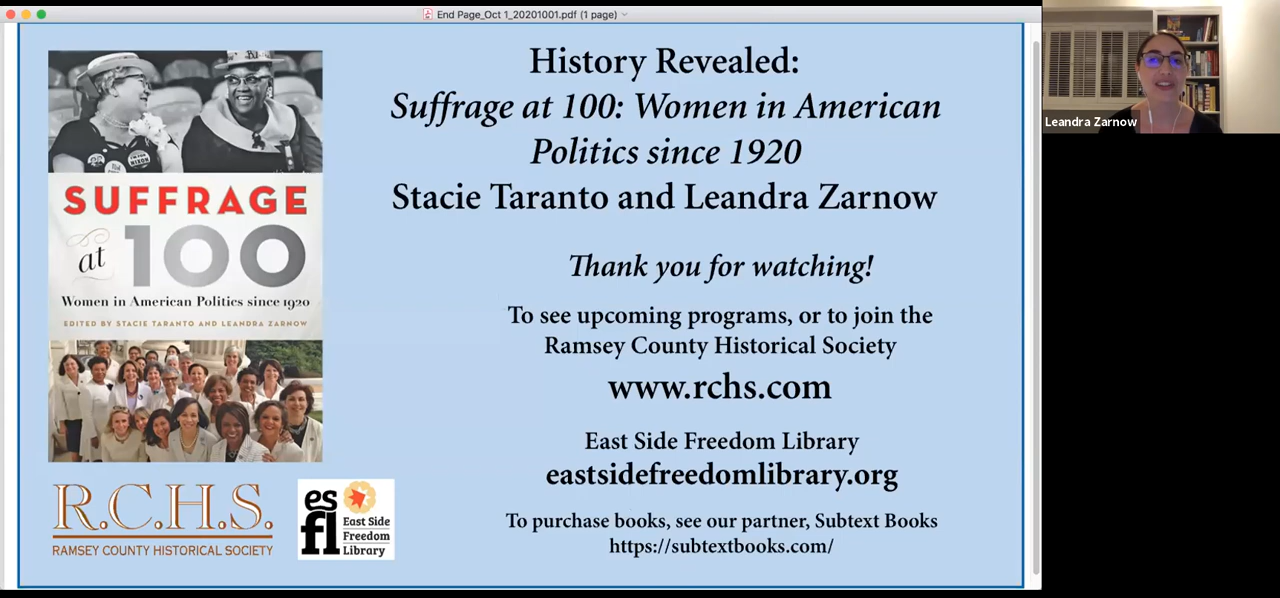 End Page_Oct 1_20201001.pdf (1 page)
History Revealed:
Suffrage at 100: Women in American
Politics since 1920
Stacie Taranto and Leandra Zarnow
Thank you for watching!
To see upcoming programs, or to join the
Ramsey County Historical Society
www.rchs.com
East Side Freedom Library
eastsidefreedomlibrary.org
To purchase books, see our partner, Subtext Books
https://subtextbooks.com/
SUFFRAGE
at 100
Women in American Politics since 1920
EDITED BY STACIE TARANTO AND LEANDRA ZARNOW
R.C.H.S.
RAMSEY COUNTY HISTORICAL SOCIETY
esfl
East Side
Freedom
Library
Leandra Zarnow